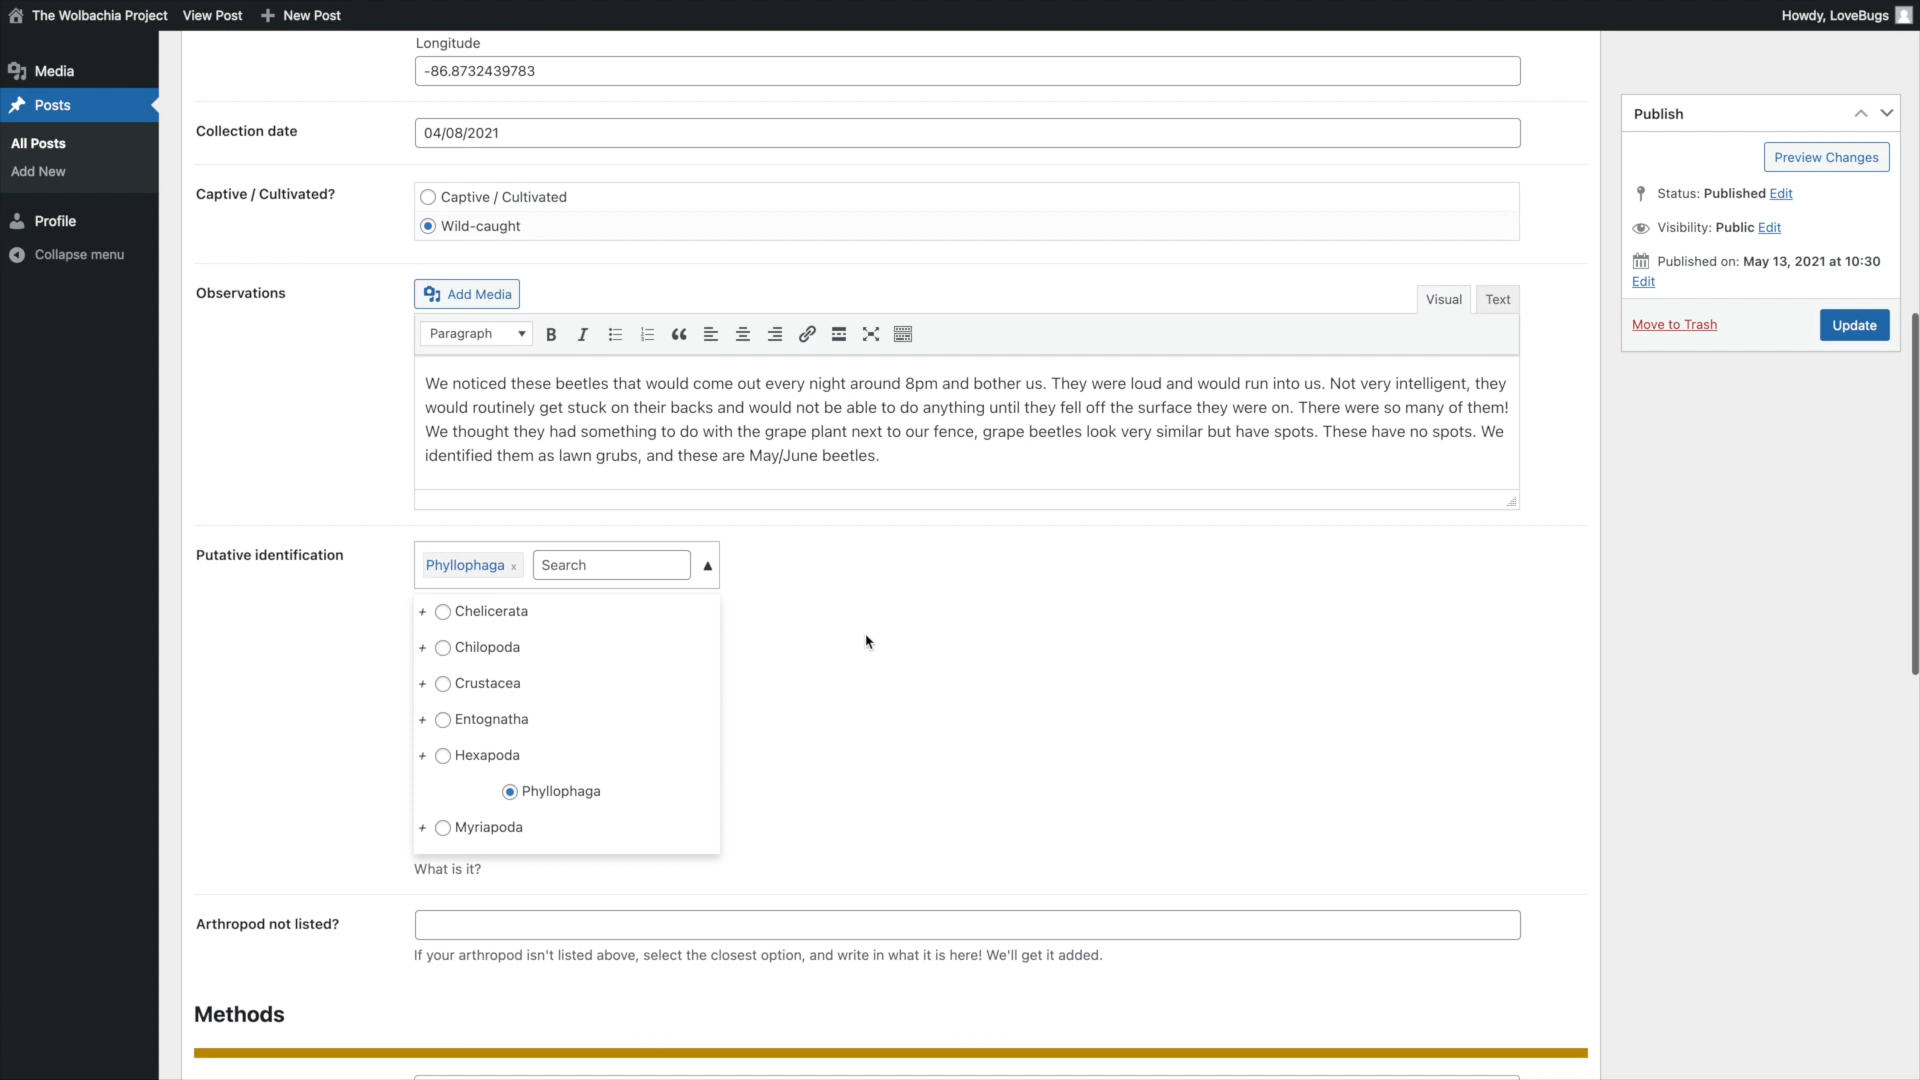 The Wolbachia Project View Post + New Post Howdy, LoveBugs
Media
Posts
All Posts
Add New
Profile
Collapse menu
Longitude
-86.8732439783
Collection date 04/08/2021
Captive / Cultivated? Captive / Cultivated
Wild-caught
Observations Add Media
Visual Text
Paragraph B I
We noticed these beetles that would come out every night around 8pm and bother us. They were loud and would run into us. Not very intelligent, they
would routinely get stuck on their backs and would not be able to do anything until they fell off the surface they were on. There were so many of them!
We thought they had something to do with the grape plant next to our fence, grape beetles look very similar but have spots. These have no spots. We
identified them as lawn grubs, and these are May/June beetles.
Putative identification Phyllophaga x Search
+ Chelicerata
+ Chilopoda
+ Crustacea
+ Entognatha
+ Hexapoda
Phyllophaga
+ Myriapoda
What is it?
Arthropod not listed?
If your arthropod isn't listed above, select the closest option, and write in what it is here! We'll get it added.
Methods
Publish
Preview Changes
Status: Published Edit
Visibility: Public Edit
Published on: May 13, 2021 at 10:30
Edit
Move to Trash Update